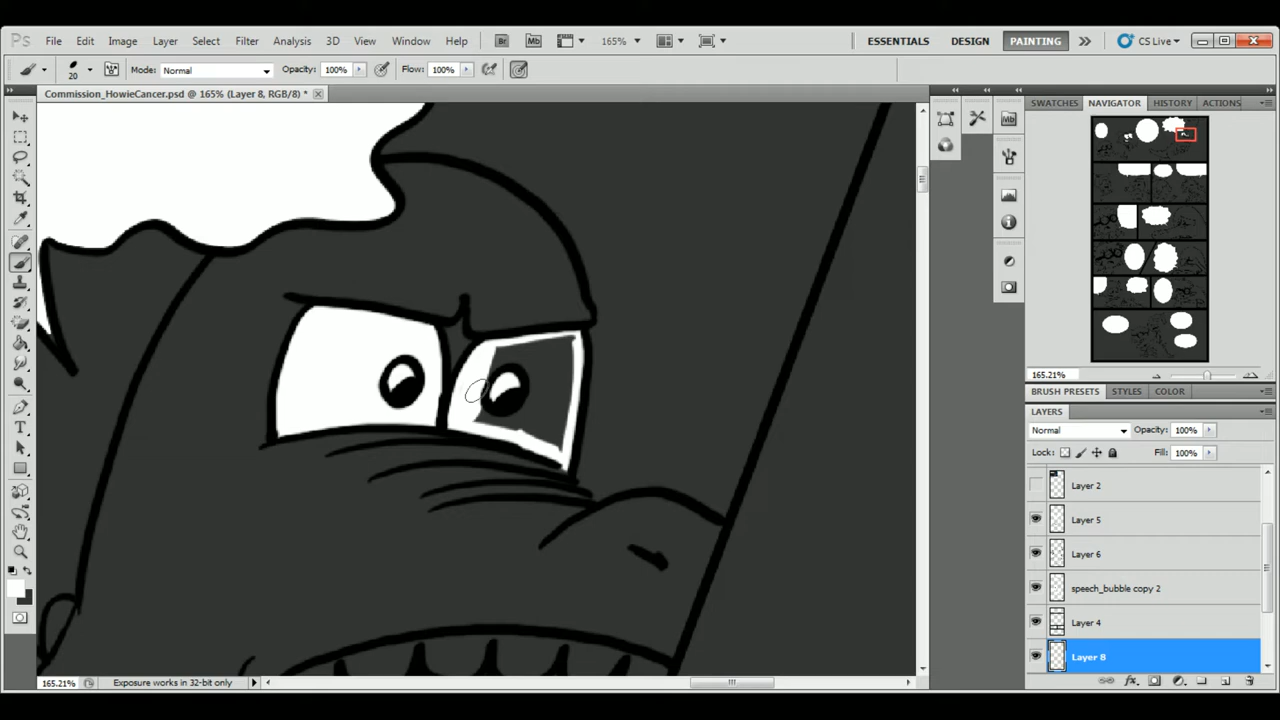 Ps File Edit Image Layer Select Filter Analysis 3D View Window Help Br Mb 165% ESSENTIALS DESIGN PAINTING CS Live
20 Mode: Normal Opacity: 100% Flow: 100%
Commission_HowieCancer.psd @ 165% (Layer 8, RGB/8) *
SWATCHES NAVIGATOR HISTORY ACTIONS
Mb
165.21%
BRUSH PRESETS STYLES COLOR
LAYERS
Normal Opacity: 100%
Lock: Fill: 100%
Layer 2
Layer 5
Layer 6
speech_bubble copy 2
Layer 4
Layer 8
165.21% Exposure works in 32-bit only